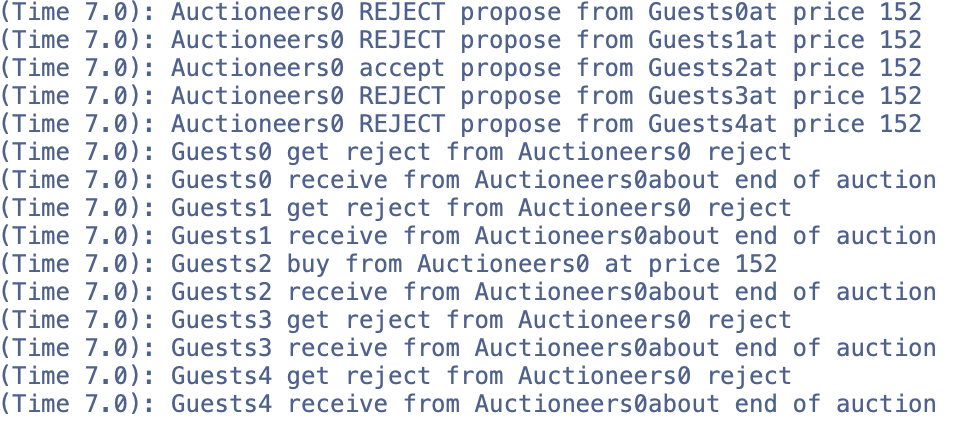 (Time 7.0): Auctioneers0 REJECT propose from Guests0at price 152
(Time 7.0): Auctioneers0 REJECT propose from Guests1at price 152
(Time 7.0): Auctioneers0 accept propose from Guests2at price 152
(Time 7.0): Auctioneers0 REJECT propose from Guests3at price 152
(Time 7.0): Auctioneers0 REJECT propose from Guests4at price 152
(Time 7.0): Guests0 get reject from Auctioneers0 reject
(Time 7.0): Guests0 receive from Auctioneers0about end of auction
(Time 7.0): Guests1 get reject from Auctioneers0 reject
(Time 7.0): Guests1 receive from Auctioneers0about end of auction
(Time 7.0): Guests2 buy from Auctioneers0 at price 152
(Time 7.0): Guests2 receive from Auctioneers0about end of auction
(Time 7.0): Guests3 get reject from Auctioneers0 reject
(Time 7.0): Guests3 receive from Auctioneers0about end of auction
(Time 7.0): Guests4 get reject from Auctioneers0 reject
(Time 7.0): Guests4 receive from Auctioneers0about end of auction